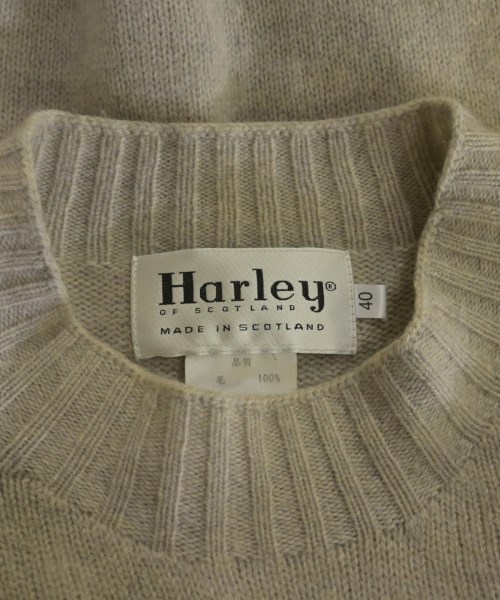 Harley®
OF SCOTLAND
MADE IN SCOTLAND
40
品質
毛 100%